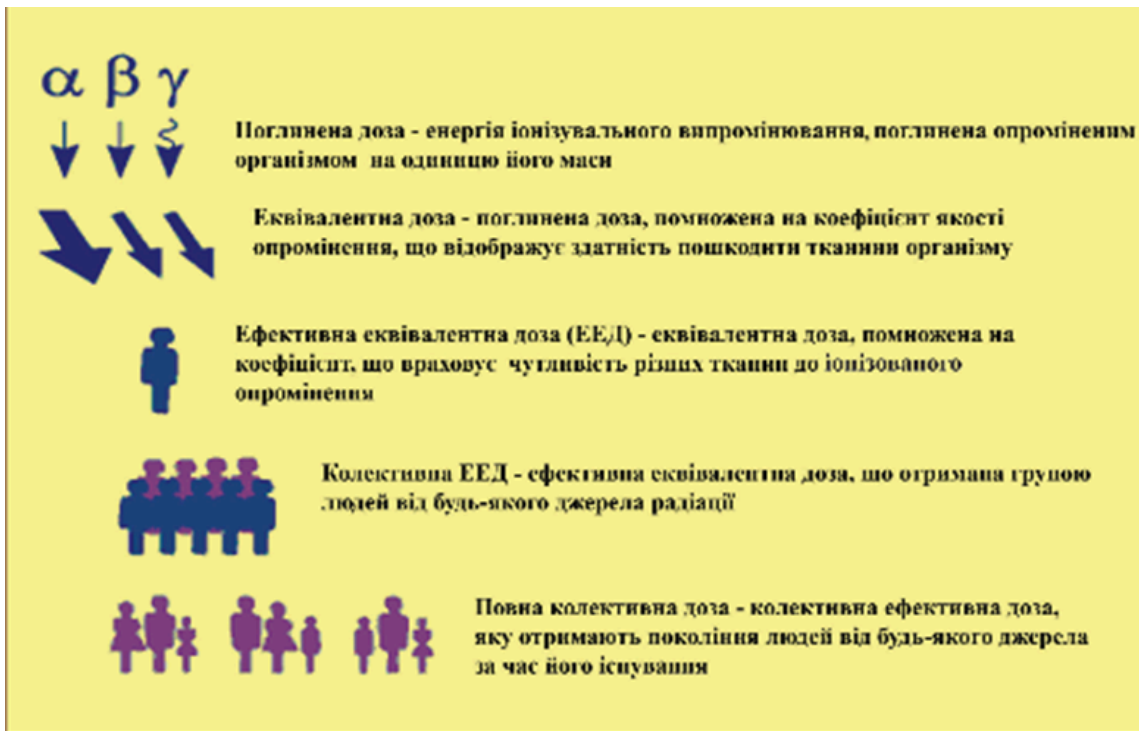 α β γ
Поглинена доза - енергія іонізувального випромінювання, поглинена опроміненим
організмом на одиницю його маси
Еквівалентна доза - поглинена доза, помножена на коефіцієнт якості
опромінення, що відображує здатність пошкодити тканини організму
Ефективна еквівалентна доза (ЕЕД) - еквівалентна доза, помножена на
коефіцієнт, що враховує чутливість різних тканин до іонізованого
опромінення
Колективна ЕЕД - ефективна еквівалентна доза, що отримана групою
людей від будь-якого джерела радіації
Повна колективна доза - колективна ефективна доза,
яку отримають покоління людей від будь-якого джерела
за час його існування